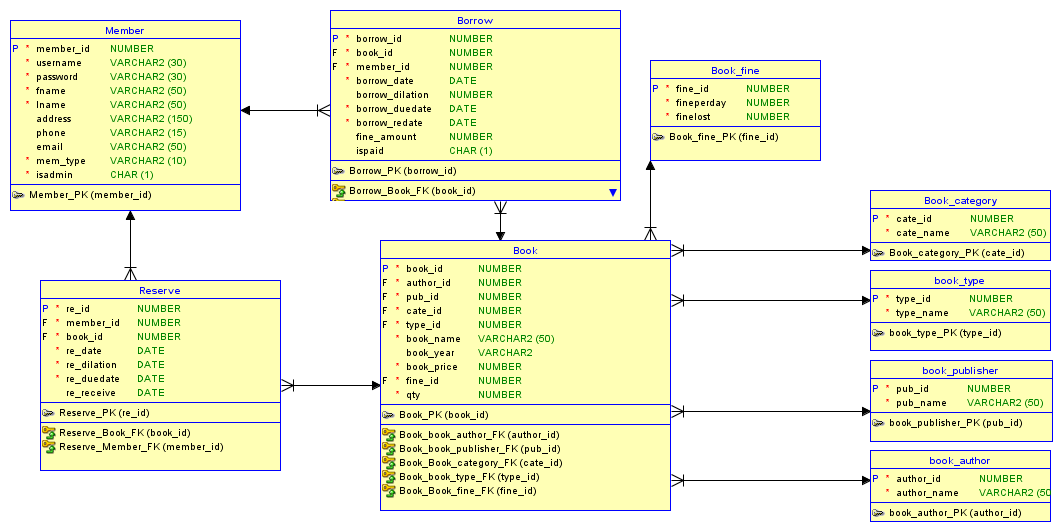 Member
P * member_id NUMBER
* username VARCHAR2 (30)
* password VARCHAR2 (30)
* fname VARCHAR2 (50)
* lname VARCHAR2 (50)
address VARCHAR2 (150)
phone VARCHAR2 (15)
email VARCHAR2 (50)
* mem_type VARCHAR2 (10)
* isadmin CHAR (1)
Member_PK (member_id)
Borrow
P * borrow_id NUMBER
F * book_id NUMBER
F * member_id NUMBER
* borrow_date DATE
borrow_dilation NUMBER
* borrow_duedate DATE
* borrow_redate DATE
fine_amount NUMBER
ispaid CHAR (1)
Borrow_PK (borrow_id)
Borrow_Book_FK (book_id)
Book_fine
P * fine_id NUMBER
* fineperday NUMBER
* finelost NUMBER
Book_fine_PK (fine_id)
Book_category
P * cate_id NUMBER
* cate_name VARCHAR2 (50)
Book_category_PK (cate_id)
book_type
P * type_id NUMBER
* type_name VARCHAR2 (50)
book_type_PK (type_id)
book_publisher
P * pub_id NUMBER
* pub_name VARCHAR2 (50)
book_publisher_PK (pub_id)
book_author
P * author_id NUMBER
* author_name VARCHAR2 (50
book_author_PK (author_id)
Book
P * book_id NUMBER
F * author_id NUMBER
F * pub_id NUMBER
F * cate_id NUMBER
F * type_id NUMBER
* book_name VARCHAR2 (50)
book_year VARCHAR2
* book_price NUMBER
F * fine_id NUMBER
* qty NUMBER
Book_PK (book_id)
Book_book_author_FK (author_id)
Book_book_publisher_FK (pub_id)
Book_Book_category_FK (cate_id)
Book_book_type_FK (type_id)
Book_Book_fine_FK (fine_id)
Reserve
P * re_id NUMBER
F * member_id NUMBER
F * book_id NUMBER
* re_date DATE
* re_dilation DATE
* re_duedate DATE
re_receive DATE
Reserve_PK (re_id)
Reserve_Book_FK (book_id)
Reserve_Member_FK (member_id)